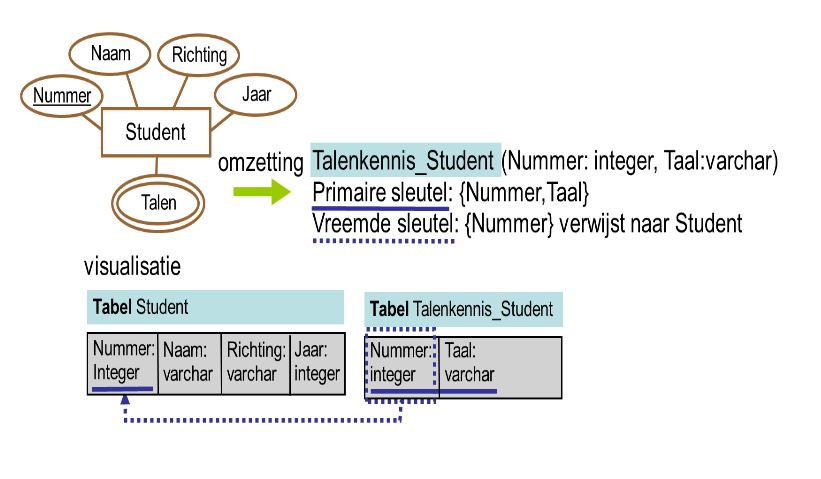 Naam
Richting
Nummer
Jaar
Student
Talen
omzetting
Talenkennis_Student (Nummer: integer, Taal:varchar)
Primaire sleutel: {Nummer,Taal}
Vreemde sleutel: {Nummer} verwijst naar Student
visualisatie
Tabel Student
Nummer: Naam: Richting: Jaar:
Integer varchar varchar integer
Tabel Talenkennis_Student
Nummer: Taal:
integer varchar